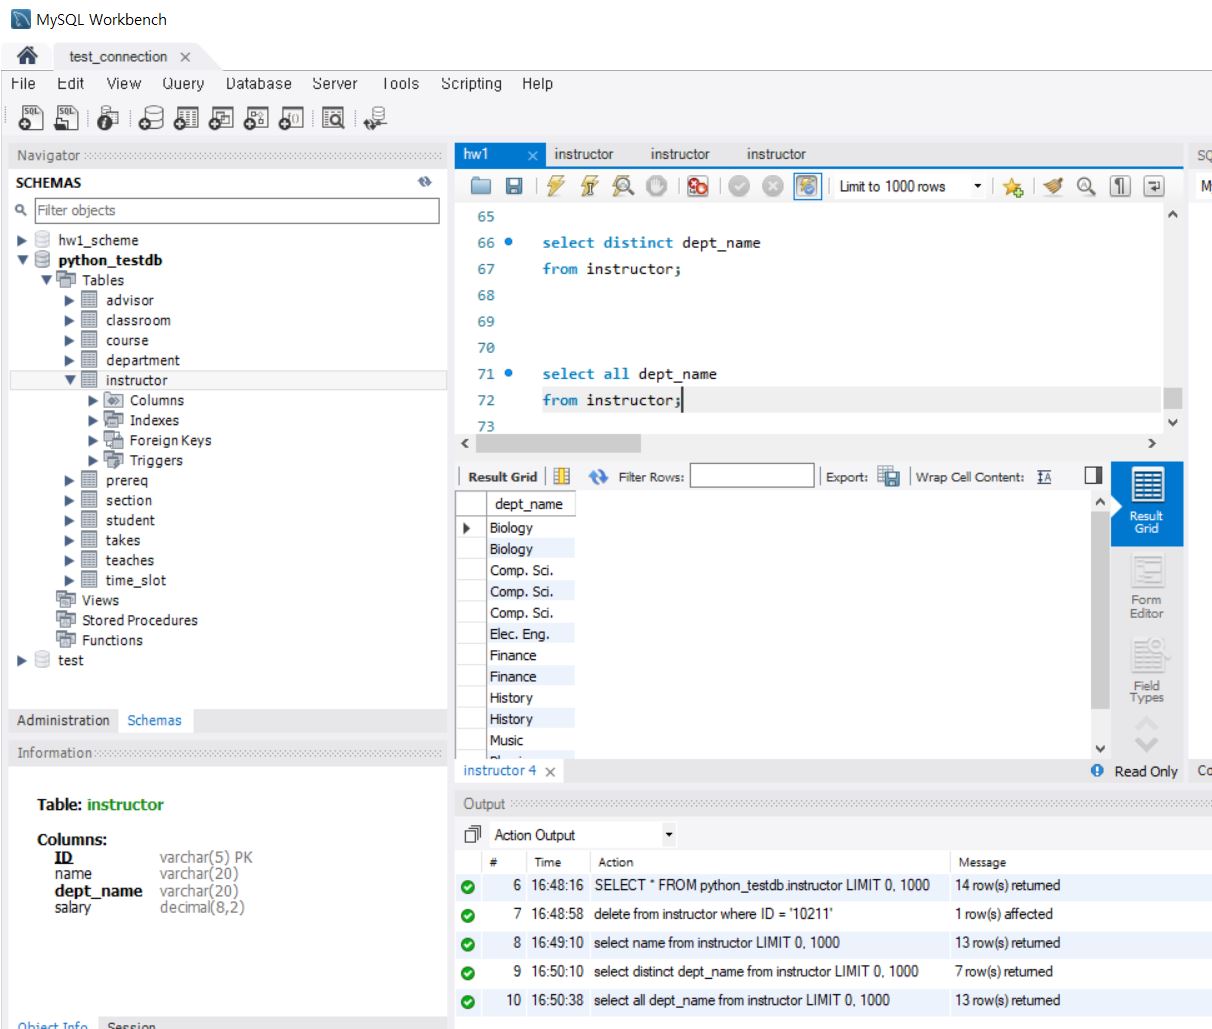 MySQL Workbench
test_connection
File Edit View Query Database Server Tools Scripting Help
Navigator
SCHEMAS
Filter objects
hw1_scheme
python_testdb
Tables
advisor
classroom
course
department
instructor
Columns
Indexes
Foreign Keys
Triggers
prereq
section
student
takes
teaches
time_slot
Views
Stored Procedures
Functions
test
Administration Schemas
Information
Table: instructor
Columns:
ID varchar(5) PK
name varchar(20)
dept_name varchar(20)
salary decimal(8,2)
Object Info Session
hw1 instructor instructor instructor
Limit to 1000 rows
65
66 select distinct dept_name
67 from instructor;
68
69
70
71 select all dept_name
72 from instructor;
73
Result Grid Filter Rows: Export: Wrap Cell Content:
dept_name
Biology
Biology
Comp. Sci.
Comp. Sci.
Comp. Sci.
Elec. Eng.
Finance
Finance
History
History
Music
Result Grid
Form Editor
Field Types
instructor 4 Read Only
Output
Action Output
# Time Action Message
6 16:48:16 SELECT * FROM python_testdb.instructor LIMIT 0, 1000 14 row(s) returned
7 16:48:58 delete from instructor where ID = '10211' 1 row(s) affected
8 16:49:10 select name from instructor LIMIT 0, 1000 13 row(s) returned
9 16:50:10 select distinct dept_name from instructor LIMIT 0, 1000 7 row(s) returned
10 16:50:38 select all dept_name from instructor LIMIT 0, 1000 13 row(s) returned